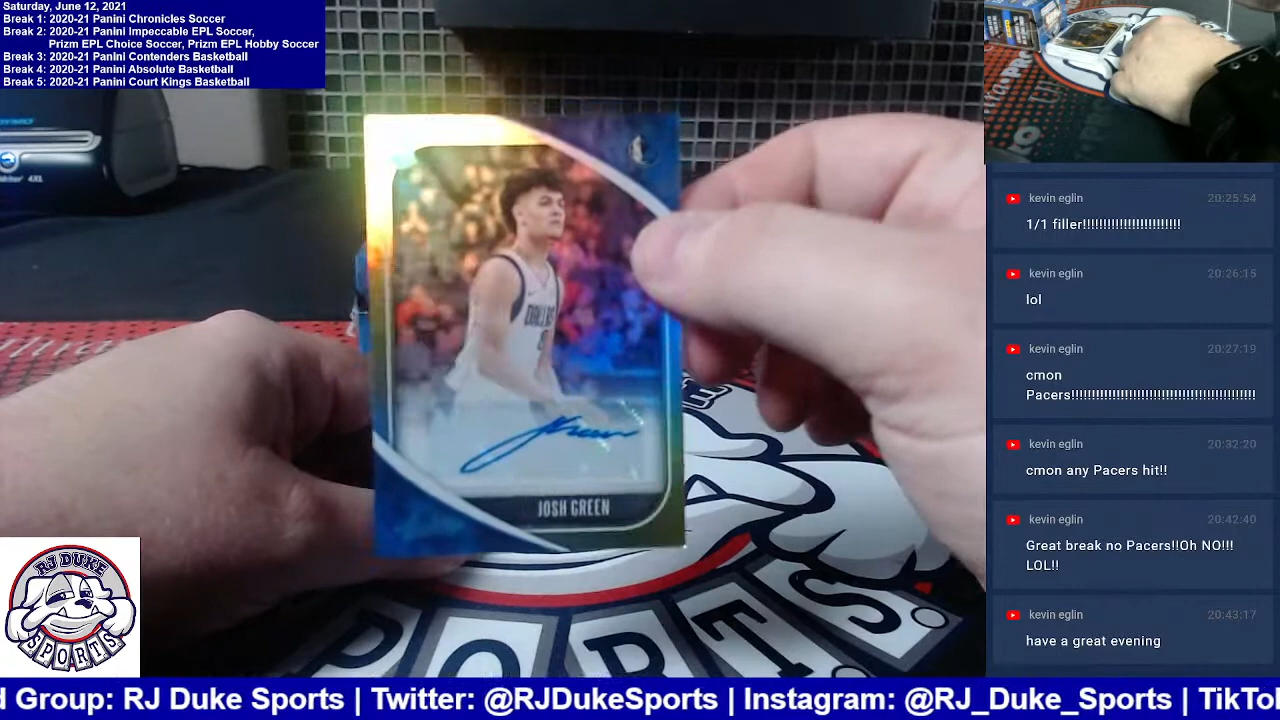 Saturday, June 12, 2021
Break 1: 2020-21 Panini Chronicles Soccer
Break 2: 2020-21 Panini Impeccable EPL Soccer,
Prizm EPL Choice Soccer, Prizm EPL Hobby Soccer
Break 3: 2020-21 Panini Contenders Basketball
Break 4: 2020-21 Panini Absolute Basketball
Break 5: 2020-21 Panini Court Kings Basketball
4XL
DALLAS
JGreen
JOSH GREEN
SPORTS
RJ DUKE
SPORTS
kevin eglin
20:25:54
1/1 filler!!!!!!!!!!!!!!!!!!!!!!!!
kevin eglin
20:26:15
lol
kevin eglin
20:27:19
cmon
Pacers!!!!!!!!!!!!!!!!!!!!!!!!!!!!!!!!!!!!!!!!!!!!!!
kevin eglin
20:32:20
cmon any Pacers hit!!
kevin eglin
20:42:40
Great break no Pacers!!Oh NO!!!
LOL!!
kevin eglin
20:43:17
have a great evening
d Group: RJ Duke Sports | Twitter: @RJDukeSports | Instagram: @RJ_Duke_Sports | TikTo